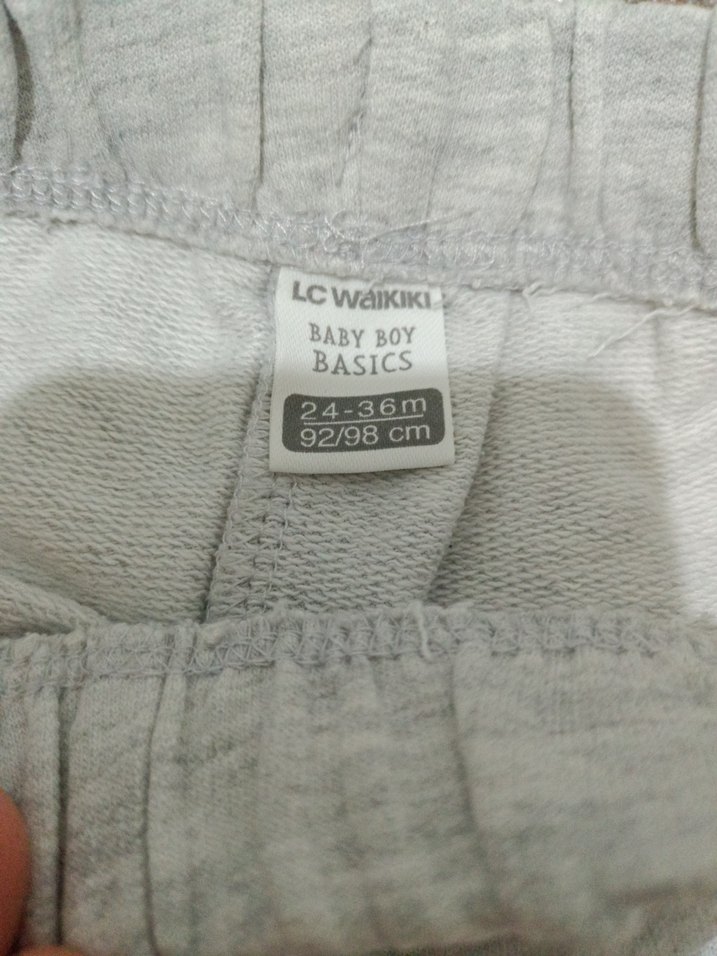 LC WAIKIKI
BABY BOY
BASICS
24-36m
92/98 cm